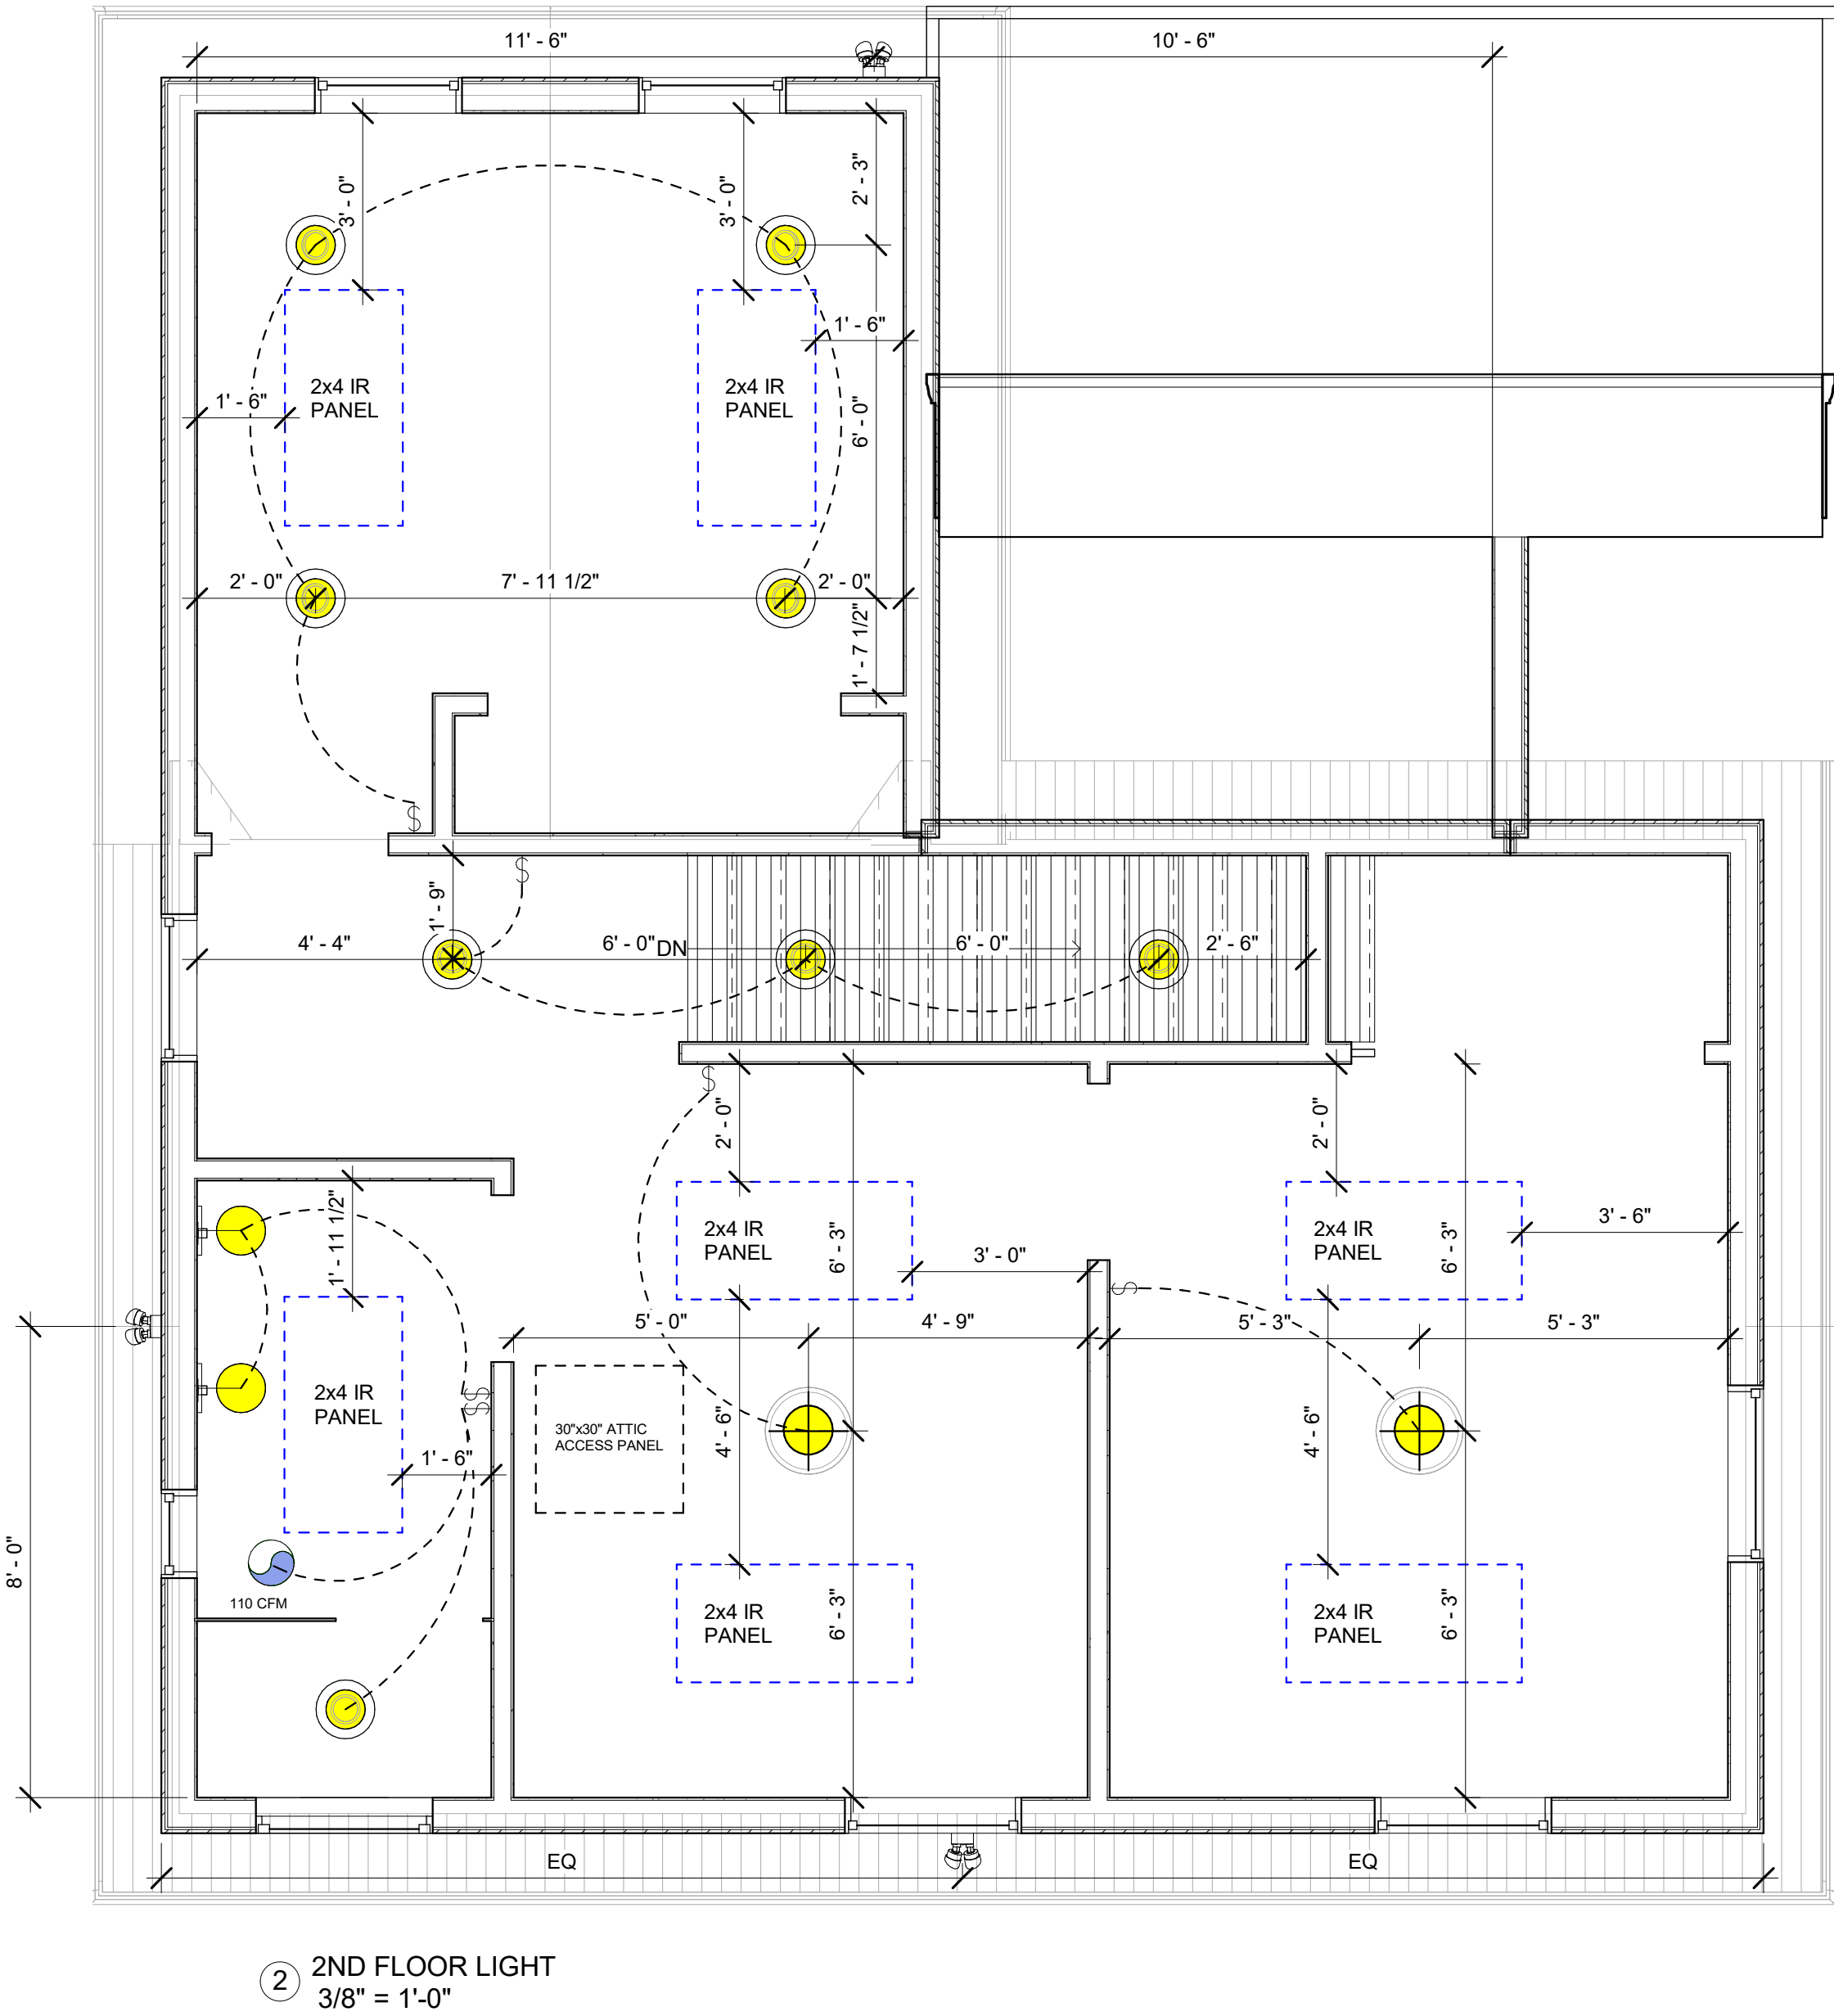 11' - 6"
10' - 6"
3' - 0"
3' - 0"
2' - 3"
1' - 6"
2x4 IR
PANEL
2x4 IR
PANEL
1' - 6"
6' - 0"
2' - 0"
7' - 11 1/2"
2' - 0"
1' - 7 1/2"
$
$
1' - 9"
4' - 4"
6' - 0"
DN
6' - 0"
2' - 6"
$
2' - 0"
2' - 0"
1' - 11 1/2"
2x4 IR
PANEL
6' - 3"
3' - 0"
2x4 IR
PANEL
6' - 3"
3' - 6"
$
5' - 0"
4' - 9"
5' - 3"
5' - 3"
2x4 IR
PANEL
$$
30"x30" ATTIC
ACCESS PANEL
4' - 6"
4' - 6"
1' - 6"
8' - 0"
110 CFM
2x4 IR
PANEL
6' - 3"
2x4 IR
PANEL
6' - 3"
EQ
EQ
2
2ND FLOOR LIGHT
3/8" = 1'-0"